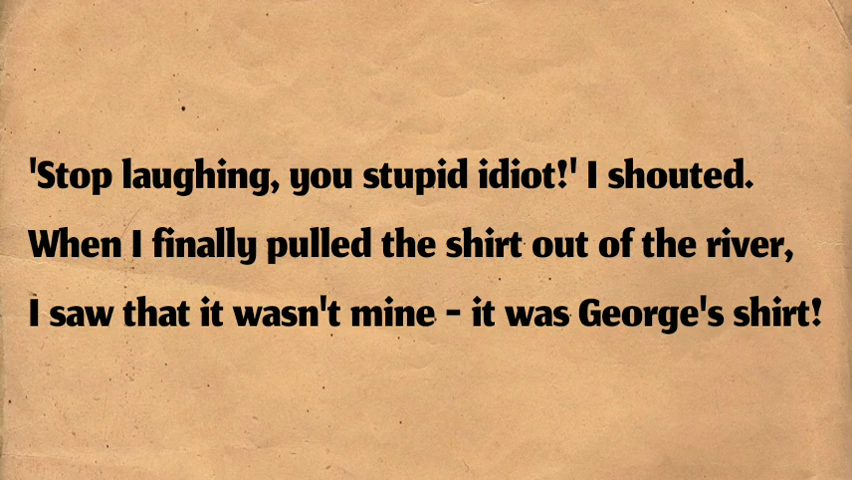 'Stop laughing, you stupid idiot!' I shouted.
When I finally pulled the shirt out of the river,
I saw that it wasn't mine - it was George's shirt!